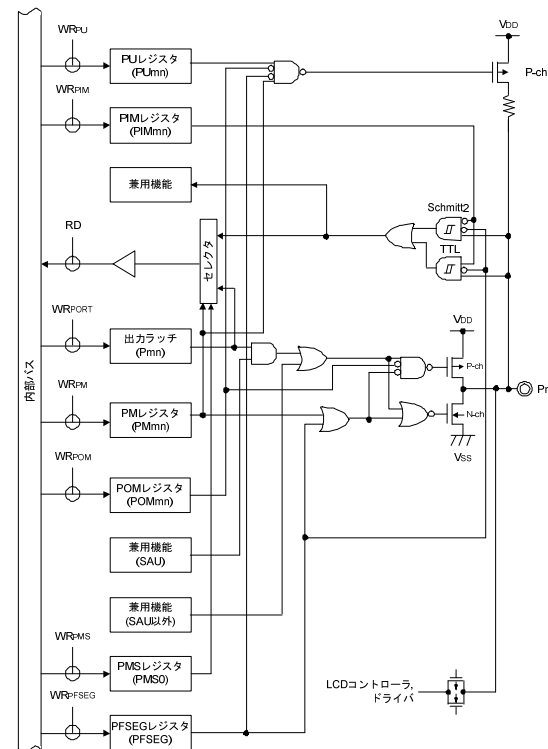 WRPU
PUレジスタ
(PUmn)
VDD
P-ch
WRPIM
PIMレジスタ
(PIMmn)
兼用機能
Schmitt2
RD
セレクタ
TTL
WRPORT
出力ラッチ
(Pmn)
VDD
P-ch
内部バス
WRPM
PMレジスタ
(PMmn)
N-ch
VSS
WRPOM
POMレジスタ
(POMmn)
兼用機能
(SAU)
兼用機能
(SAU以外)
WRPMS
PMSレジスタ
(PMS0)
LCDコントローラ,
ドライバ
WRPFSEG
PFSEGレジスタ
(PFSEG)